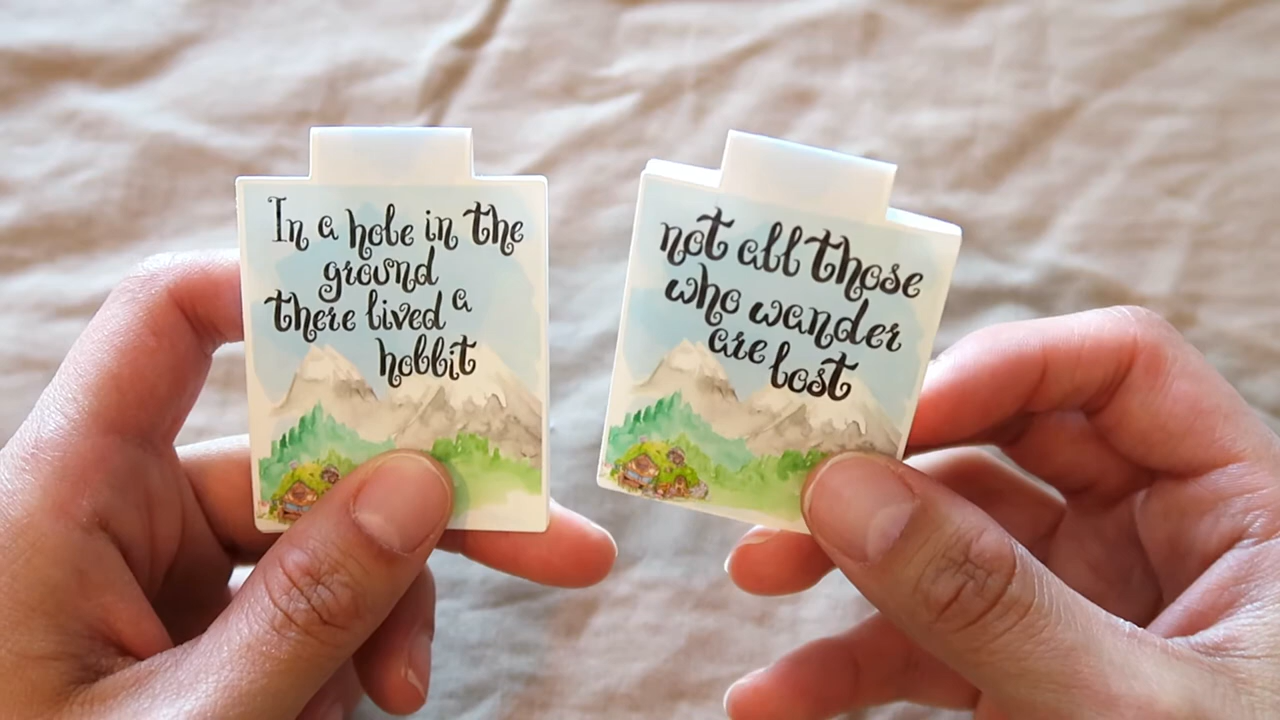 In a hole in the
ground
there lived a
hobbit
not all those
who wander
are lost